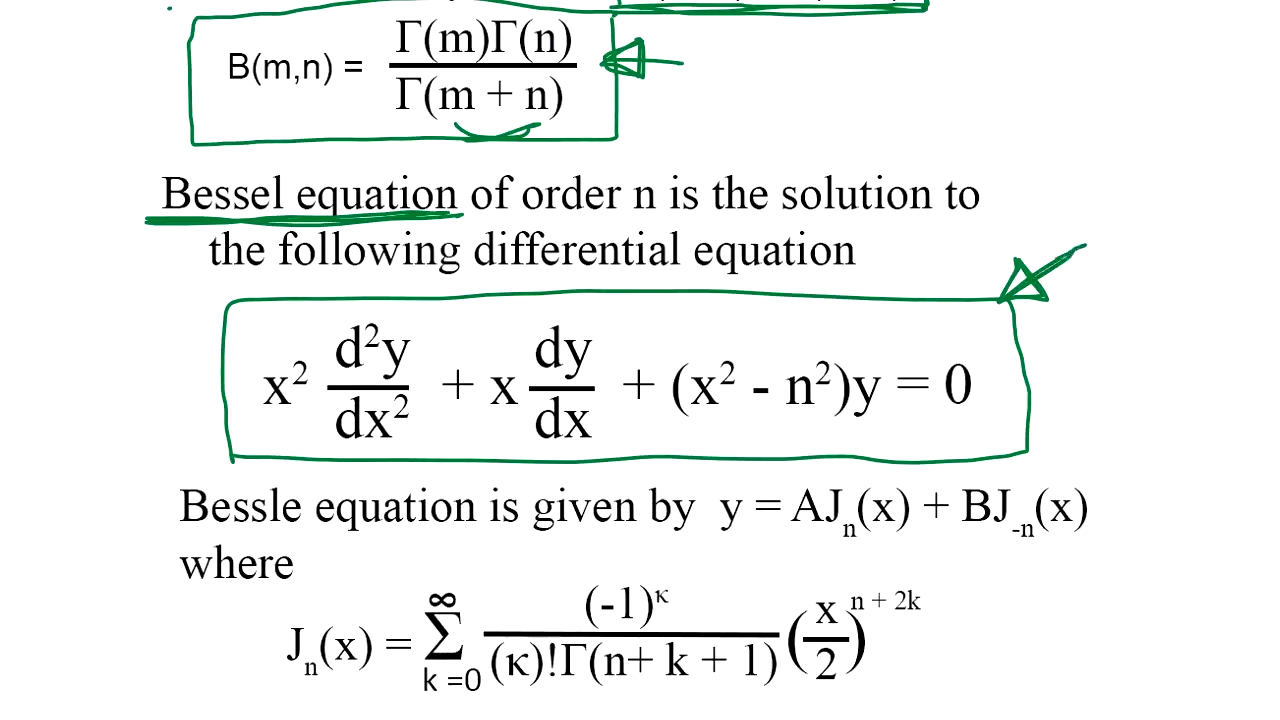 B(m,n) = Γ(m)Γ(n) / Γ(m + n)
Bessel equation of order n is the solution to
the following differential equation
x² d²y/dx² + x dy/dx + (x² - n²)y = 0
Bessle equation is given by y = AJₙ(x) + BJ₋ₙ(x)
where
Jₙ(x) = ∞ Σ k =0 (-1)^κ / (κ)!Γ(n+ k + 1) (x/2)^(n + 2k)